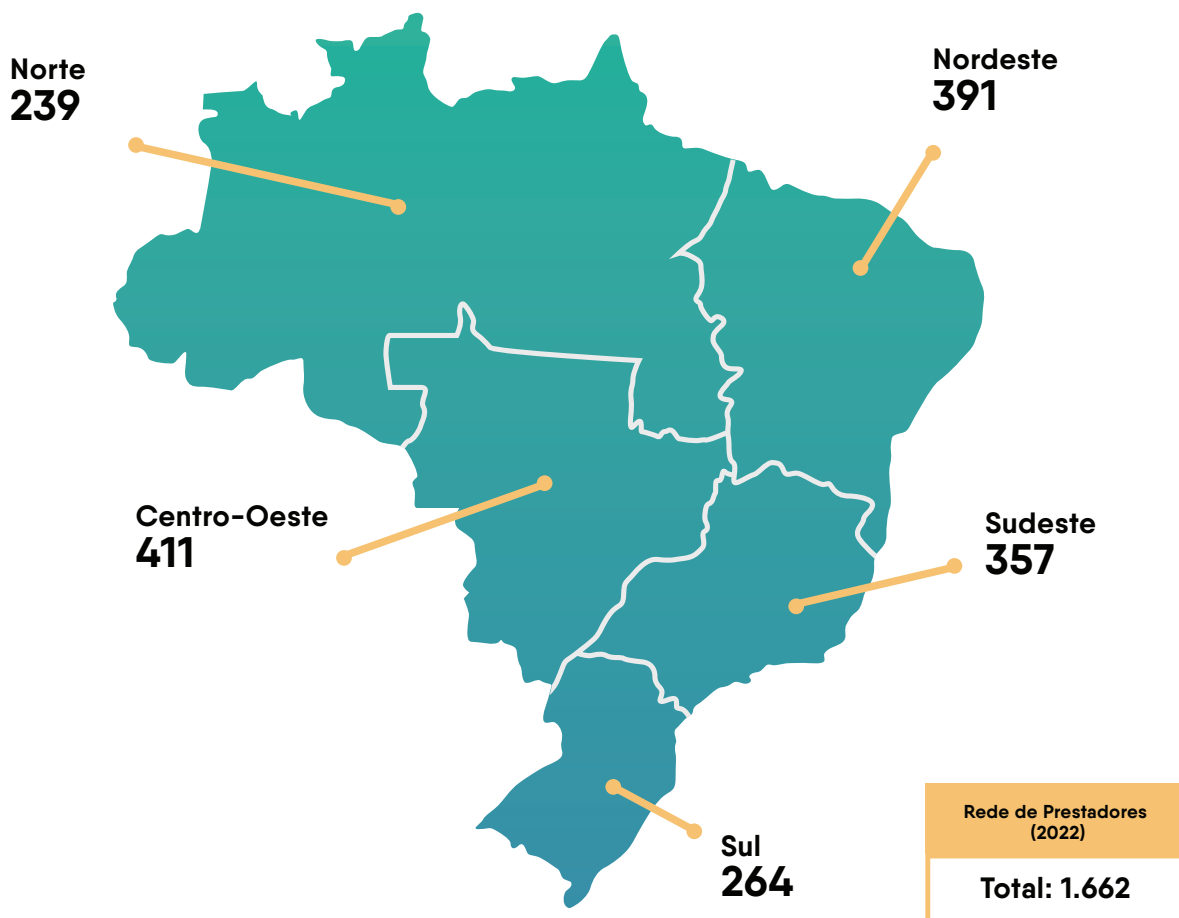 Norte
239
Nordeste
391
Centro-Oeste
411
Sudeste
357
Sul
264
Rede de Prestadores
(2022)
Total: 1.662